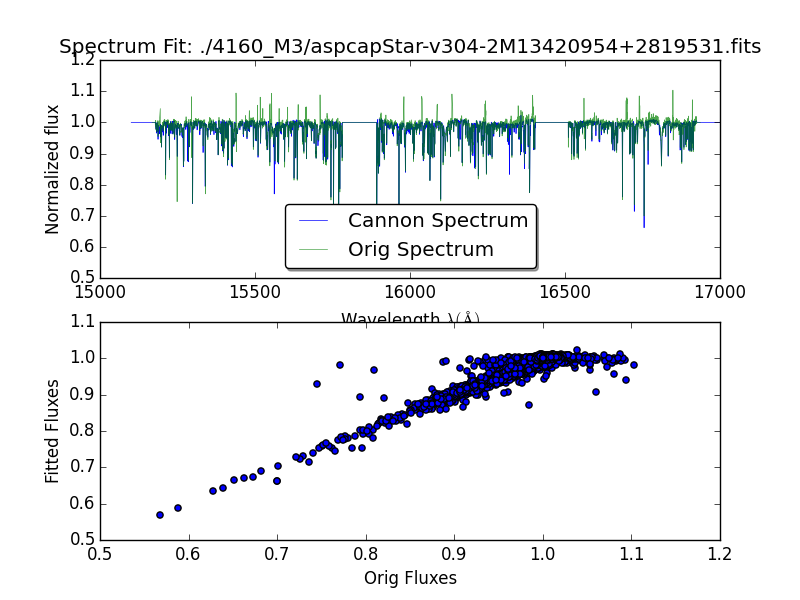 Spectrum Fit: ./4160_M3/aspcapStar-v304-2M13420954+2819531.fits
1.2
1.1
1.0
0.9
0.8
0.7
0.6
0.5
Normalized flux
Cannon Spectrum
Orig Spectrum
15000 15500 16000 16500 17000
Wavelength λ(Å)
1.1
1.0
0.9
0.8
0.7
0.6
0.5
Fitted Fluxes
0.5 0.6 0.7 0.8 0.9 1.0 1.1 1.2
Orig Fluxes